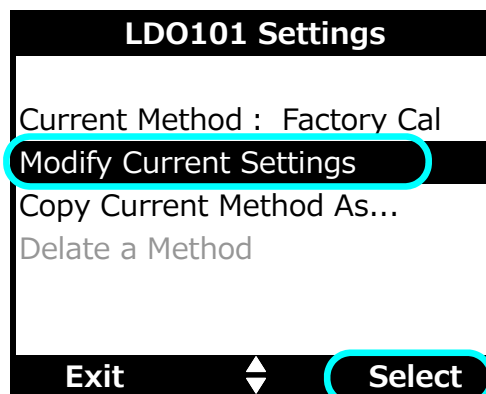 LDO101 Settings
Current Method : Factory Cal
Modify Current Settings
Copy Current Method As...
Delate a Method
Exit Select